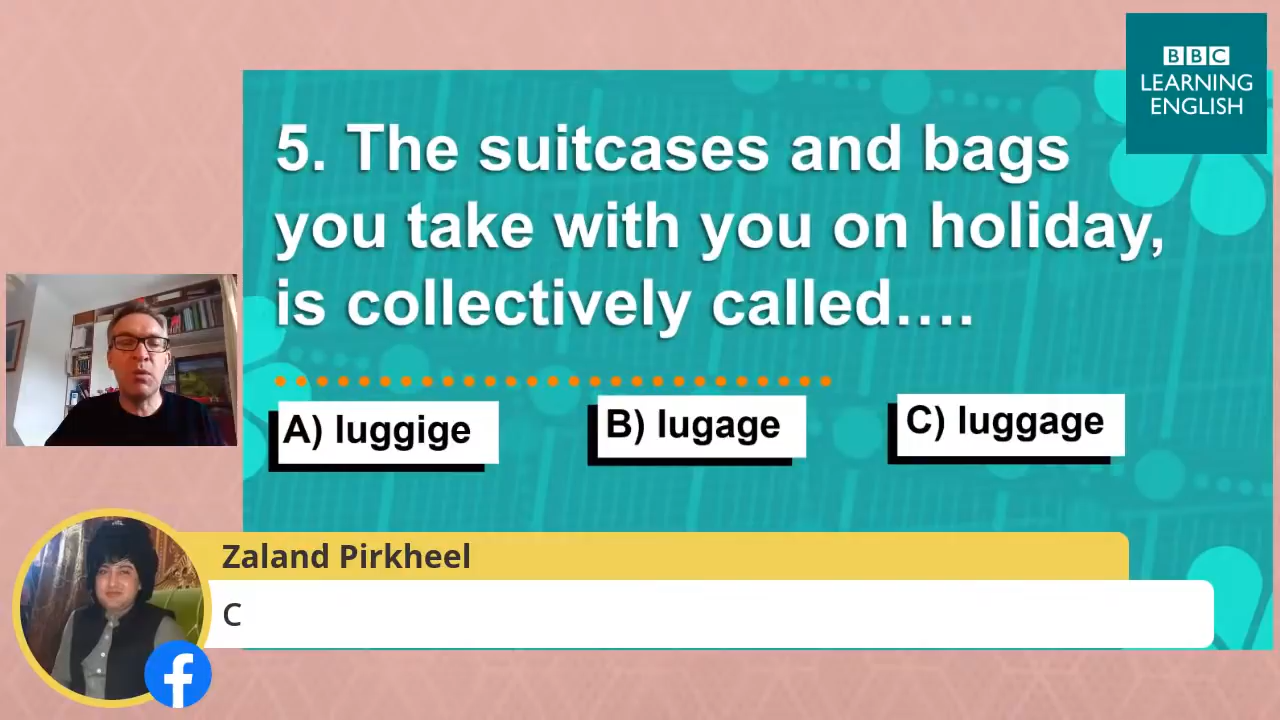 BBC
LEARNING
ENGLISH
5. The suitcases and bags
you take with you on holiday,
is collectively called....
A) luggige
B) lugage
C) luggage
Zaland Pirkheel
C